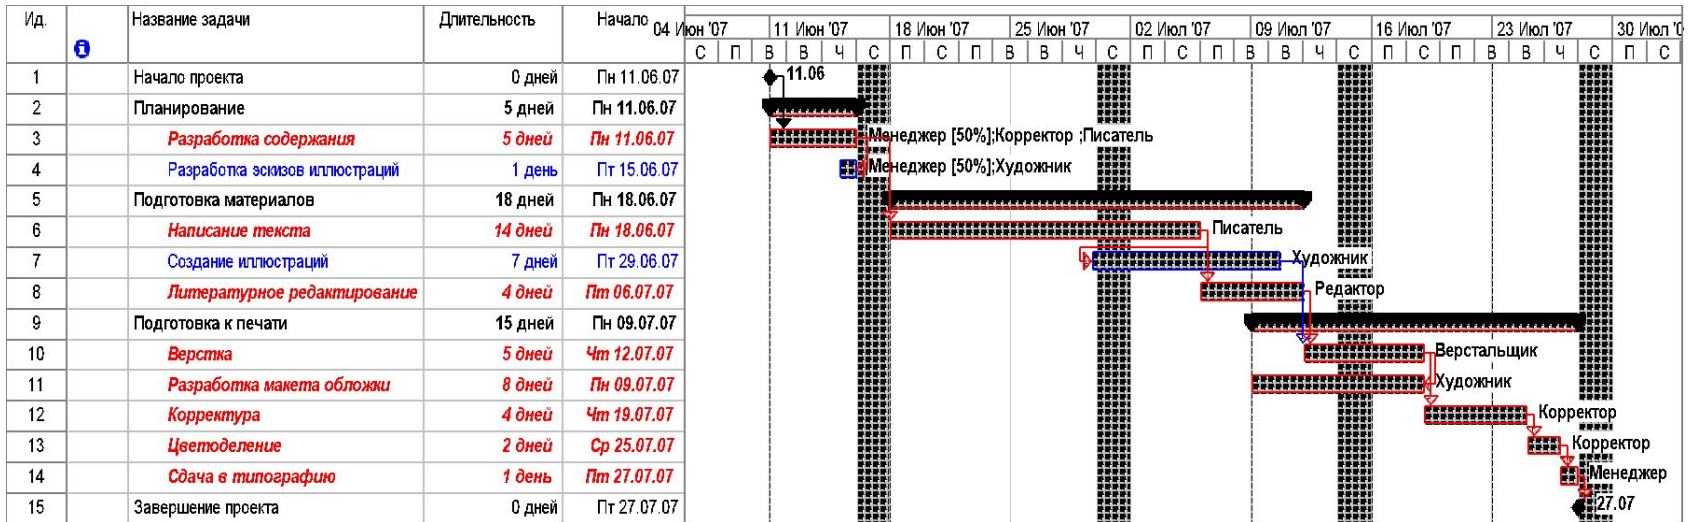 Ид. Название задачи Длительность Начало 04 Июн '07 11 Июн '07 18 Июн '07 25 Июн '07 02 Июл '07 09 Июл '07 16 Июл '07 23 Июл '07 30 Июл '0
С П В В Ч С П С П В В Ч С П С П В В Ч С П С П В В Ч С П С
1 Начало проекта 0 дней Пн 11.06.07 11.06
2 Планирование 5 дней Пн 11.06.07
3 Разработка содержания 5 дней Пн 11.06.07 Менеджер [50%];Корректор ;Писатель
4 Разработка эскизов иллюстраций 1 день Пт 15.06.07 Менеджер [50%];Художник
5 Подготовка материалов 18 дней Пн 18.06.07
6 Написание текста 14 дней Пн 18.06.07 Писатель
7 Создание иллюстраций 7 дней Пт 29.06.07 Художник
8 Литературное редактирование 4 дней Пт 06.07.07 Редактор
9 Подготовка к печати 15 дней Пн 09.07.07
10 Верстка 5 дней Чт 12.07.07 Верстальщик
11 Разработка макета обложки 8 дней Пн 09.07.07 Художник
12 Корректура 4 дней Чт 19.07.07 Корректор
13 Цветоделение 2 дней Ср 25.07.07 Корректор
14 Сдача в типографию 1 день Пт 27.07.07 Менеджер
15 Завершение проекта 0 дней Пт 27.07.07 27.07